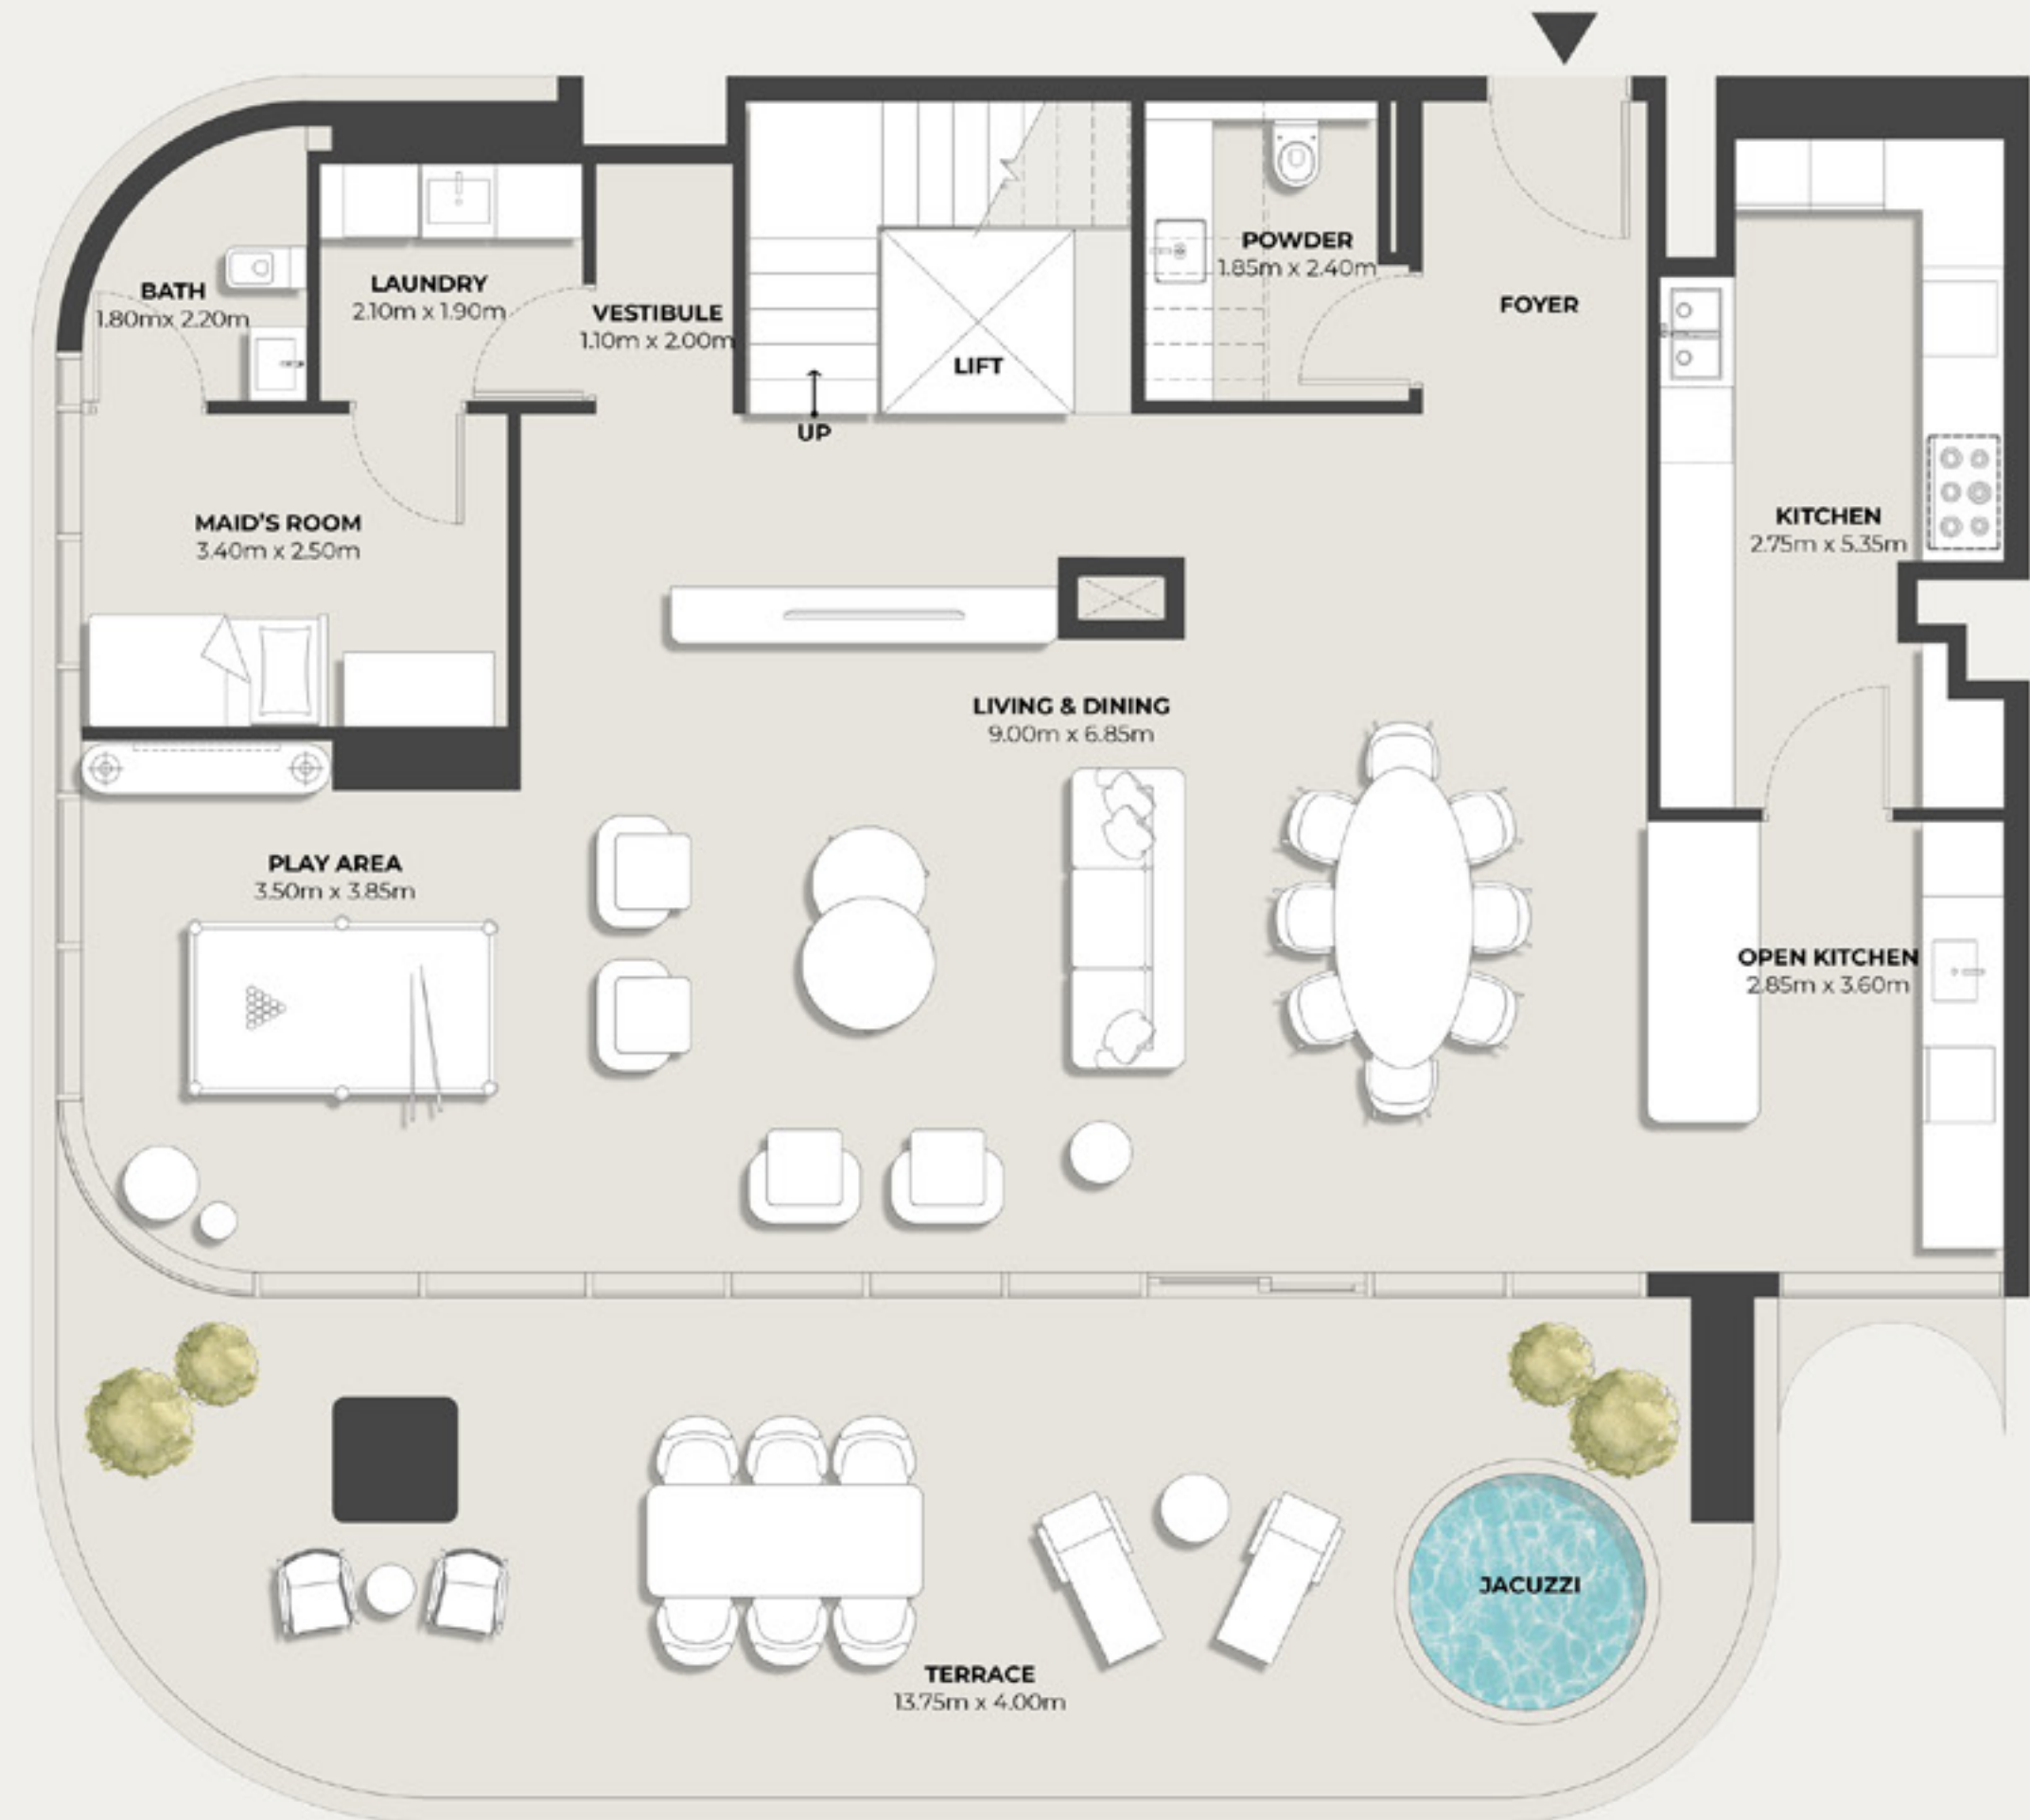 BATH
1.80mx 2.20m
LAUNDRY
2.10m x 1.90m
VESTIBULE
1.10m x 2.00m
UP
LIFT
POWDER
1.85m x 2.40m
FOYER
KITCHEN
2.75m x 5.35m
MAID'S ROOM
3.40m x 2.50m
LIVING & DINING
9.00m x 6.85m
PLAY AREA
3.50m x 3.85m
OPEN KITCHEN
2.85m x 3.60m
JACUZZI
TERRACE
13.75m x 4.00m